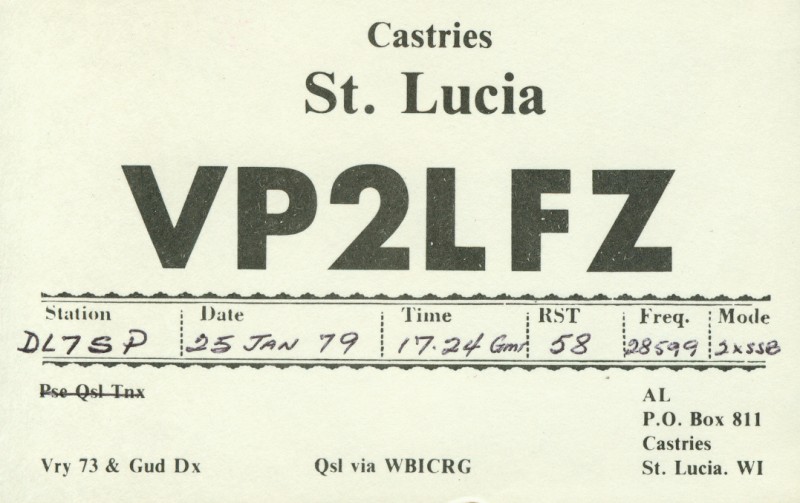 Castries
St. Lucia
VP2LFZ
Station Date Time RST Freq. Mode
DL7SP 25 JAN 79 17.24 Gmt 58 28599 2xSSB
Pse Qsl Tnx
AL
P.O. Box 811
Castries
Vry 73 & Gud Dx Qsl via WBICRG St. Lucia. WI